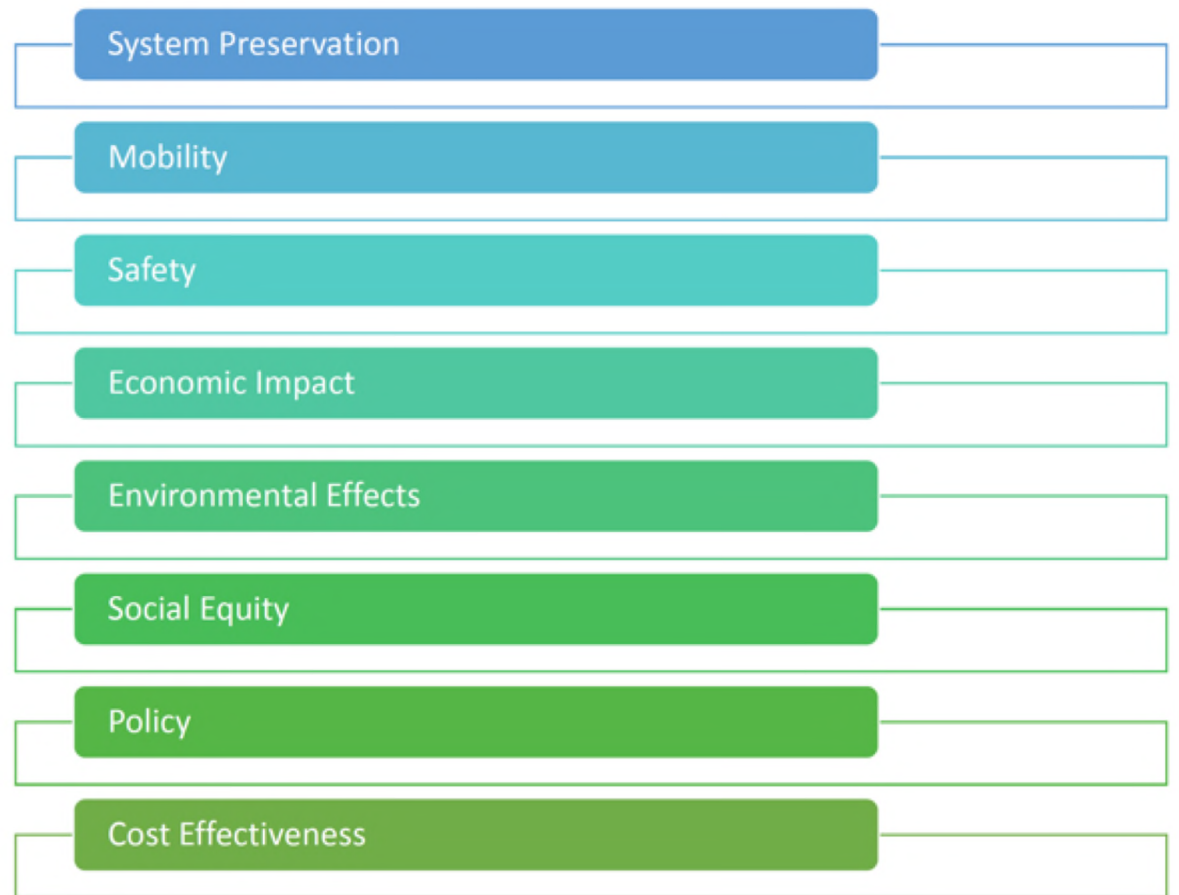 System Preservation
Mobility
Safety
Economic Impact
Environmental Effects
Social Equity
Policy
Cost Effectiveness